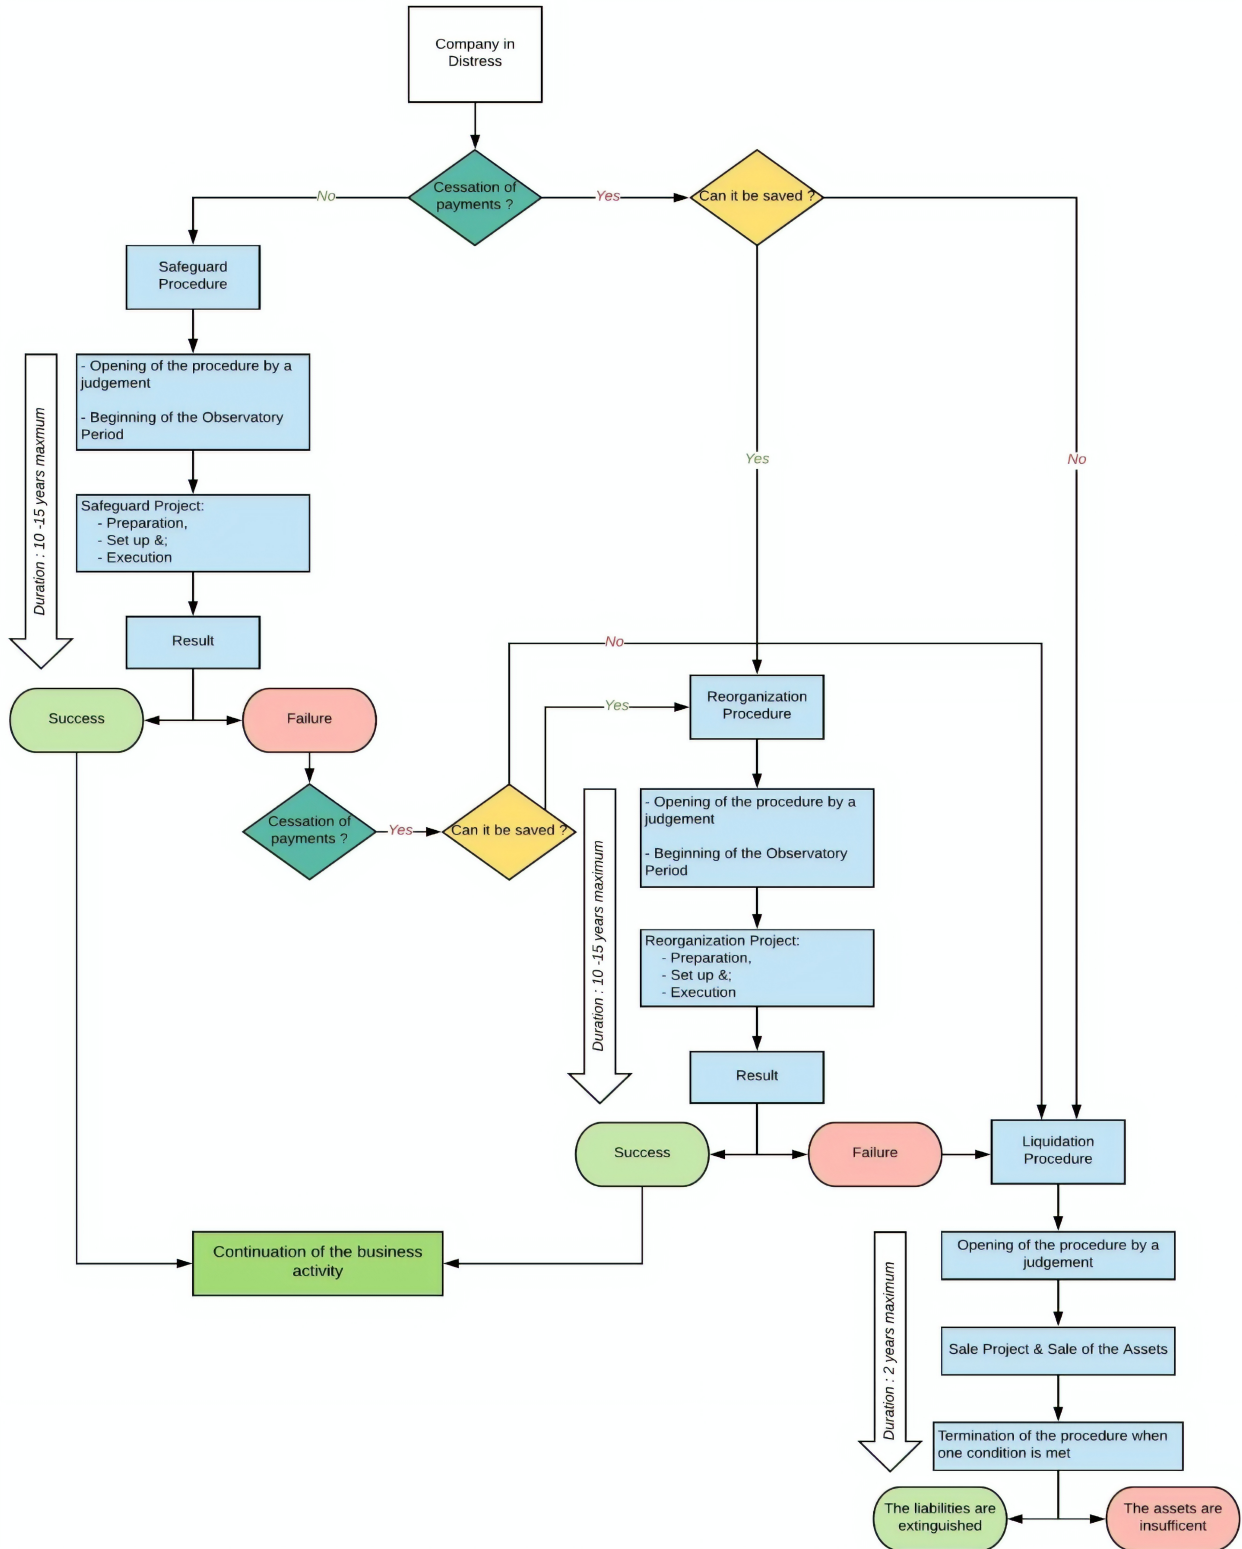 Company in
Distress
Cessation of
payments ?
No
Yes
Can it be saved ?
Safeguard
Procedure
- Opening of the procedure by a
judgement
- Beginning of the Observatory
Period
Duration : 10 -15 years maxmum
Yes
No
Safeguard Project:
- Preparation,
- Set up &;
- Execution
Result
Success
Failure
No
Yes
Reorganization
Procedure
Cessation of
payments ?
Yes
Can it be saved ?
Duration : 10 -15 years maximum
- Opening of the procedure by a
judgement
- Beginning of the Observatory
Period
Reorganization Project:
- Preparation,
- Set up &;
- Execution
Result
Success
Failure
Liquidation
Procedure
Continuation of the business
activity
Opening of the procedure by a
judgement
Duration : 2 years maximum
Sale Project & Sale of the Assets
Termination of the procedure when
one condition is met
The liabilities are
extinguished
The assets are
insufficent